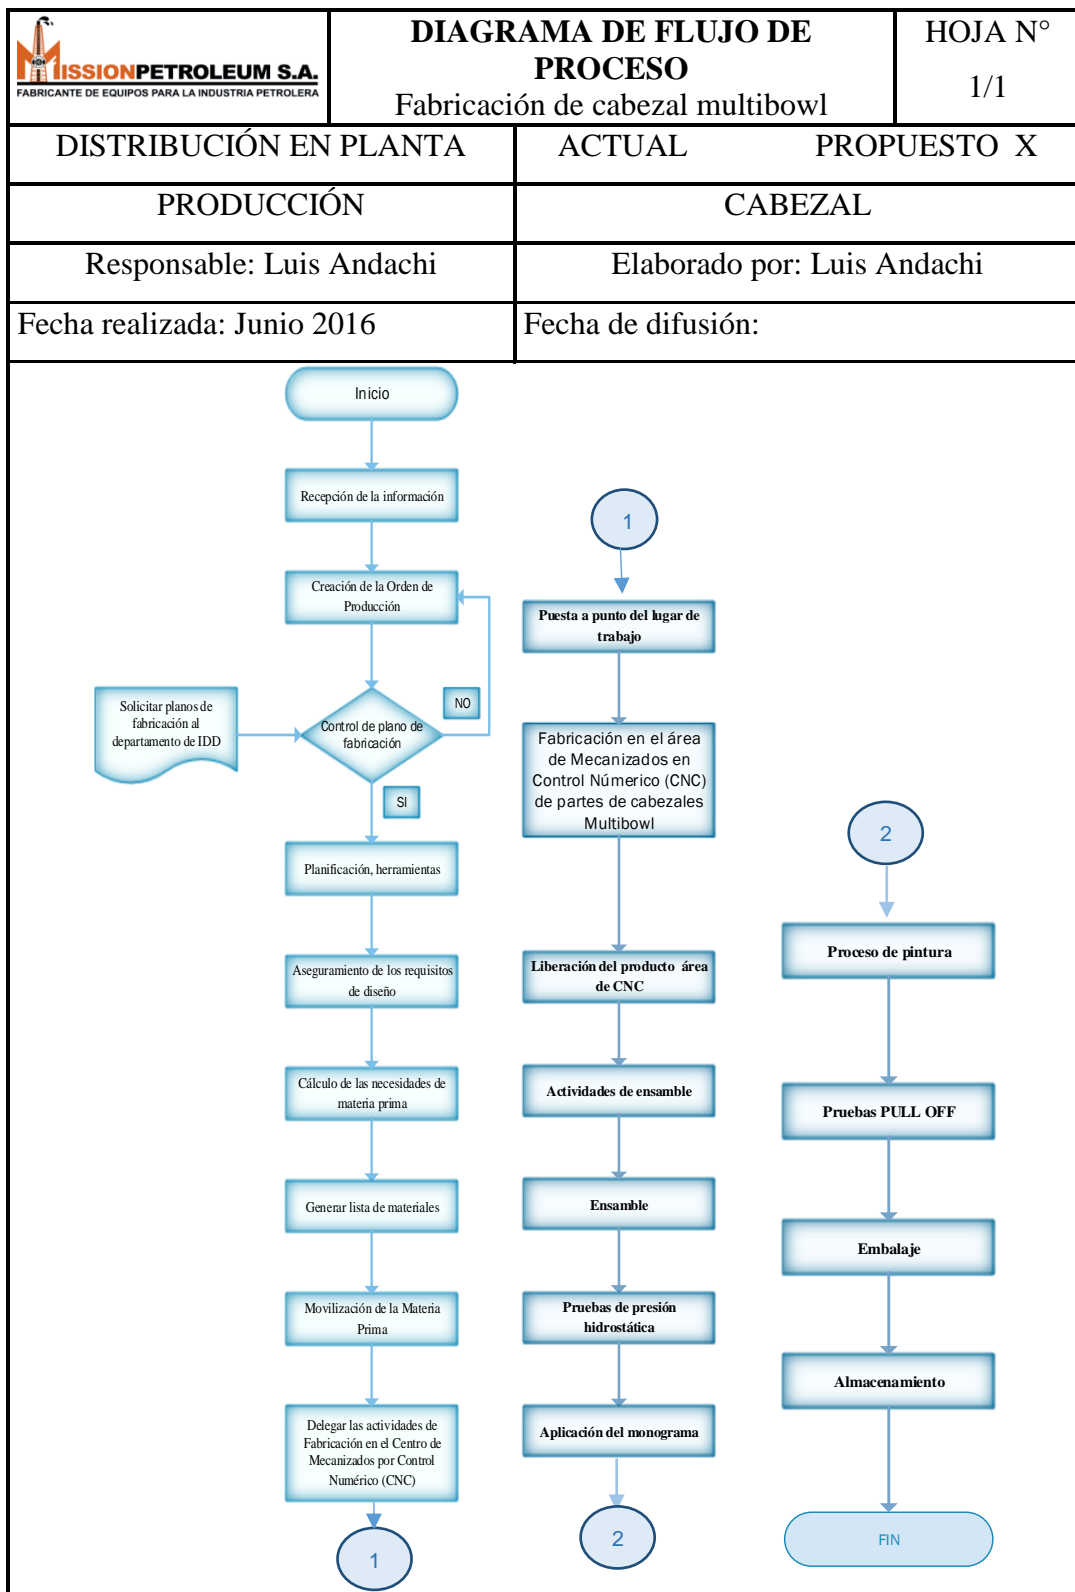 MISSIONPETROLEUM S.A.
FABRICANTE DE EQUIPOS PARA LA INDUSTRIA PETROLERA
DIAGRAMA DE FLUJO DE
PROCESO
Fabricación de cabezal multibowl
HOJA N°
1/1
DISTRIBUCIÓN EN PLANTA
ACTUAL PROPUESTO X
PRODUCCIÓN
CABEZAL
Responsable: Luis Andachi
Elaborado por: Luis Andachi
Fecha realizada: Junio 2016
Fecha de difusión:
Inicio
Recepción de la información
Creación de la Orden de
Producción
Solicitar planos de
fabricación al
departamento de IDD
Control de plano de
fabricación
NO
SI
Planificación, herramientas
Aseguramiento de los requisitos
de diseño
Cálculo de las necesidades de
materia prima
Generar lista de materiales
Movilización de la Materia
Prima
Delegar las actividades de
Fabricación en el Centro de
Mecanizados por Control
Numérico (CNC)
1
1
Puesta a punto del lugar de
trabajo
Fabricación en el área
de Mecanizados en
Control Númerico (CNC)
de partes de cabezales
Multibowl
Liberación del producto área
de CNC
Actividades de ensamble
Ensamble
Pruebas de presión
hidrostática
Aplicación del monograma
2
2
Proceso de pintura
Pruebas PULL OFF
Embalaje
Almacenamiento
FIN